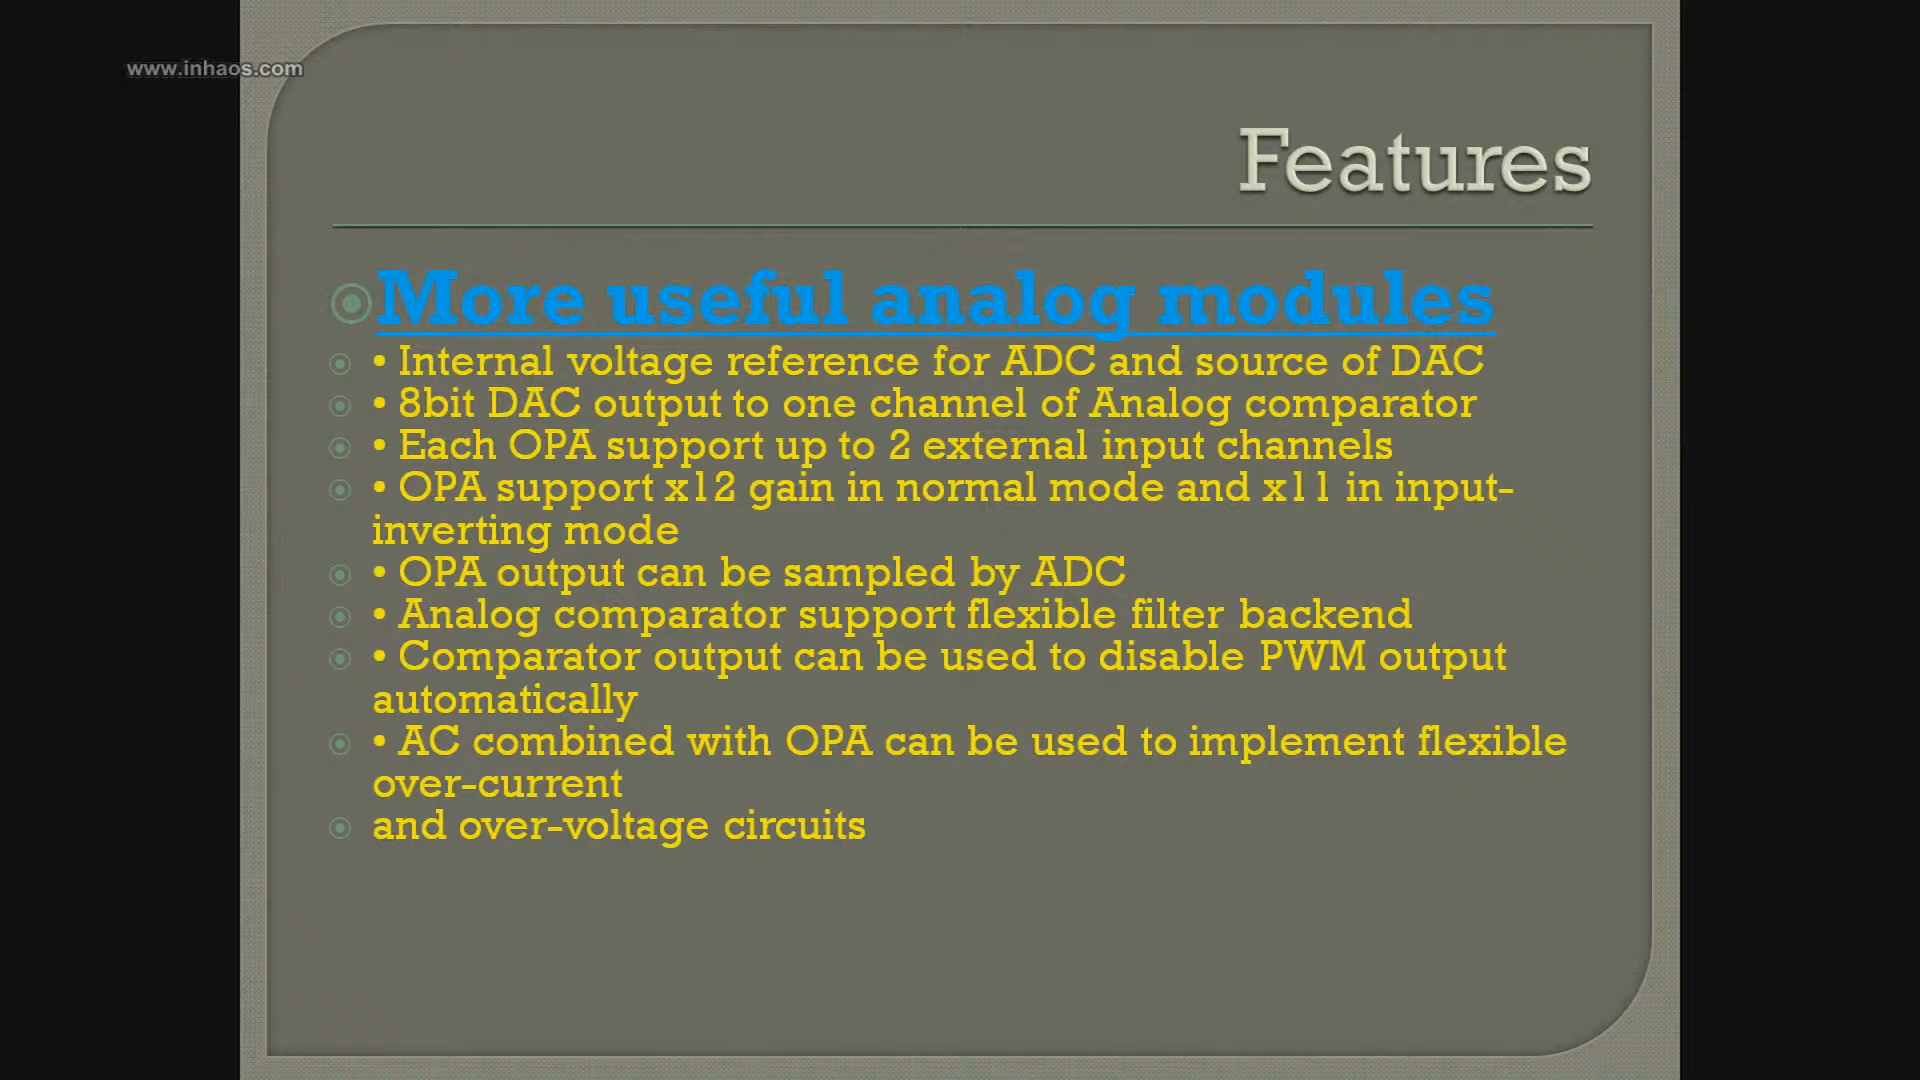 www.inhaos.com
Features
More useful analog modules
• Internal voltage reference for ADC and source of DAC
• 8bit DAC output to one channel of Analog comparator
• Each OPA support up to 2 external input channels
• OPA support x12 gain in normal mode and x11 in input-
inverting mode
• OPA output can be sampled by ADC
• Analog comparator support flexible filter backend
• Comparator output can be used to disable PWM output
automatically
• AC combined with OPA can be used to implement flexible
over-current
and over-voltage circuits